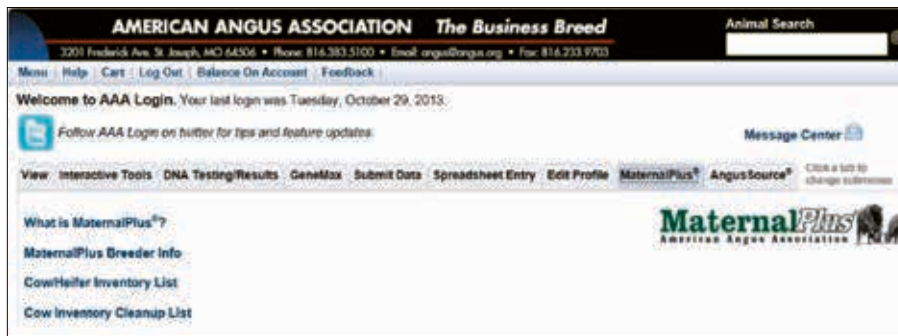 AMERICAN ANGUS ASSOCIATION The Business Breed
Animal Search
3201 Frederick Ave. St. Joseph, MO 64506 • Phone: 816.383.5100 • Email: angus@angus.org • Fax: 816.233.9703
Menu | Help | Cart | Log Out | Balance On Account | Feedback |
Welcome to AAA Login. Your last login was Tuesday, October 29, 2013.
Follow AAA Login on twitter for tips and feature updates.
Message Center
View Interactive Tools DNA Testing/Results GeneMax Submit Data Spreadsheet Entry Edit Profile MaternalPlus® AngusSource®
Click a tab to
change submenus
What is MaternalPlus®?
MaternalPlus
American Angus Association
MaternalPlus Breeder Info
Cow/Heifer Inventory List
Cow Inventory Cleanup List